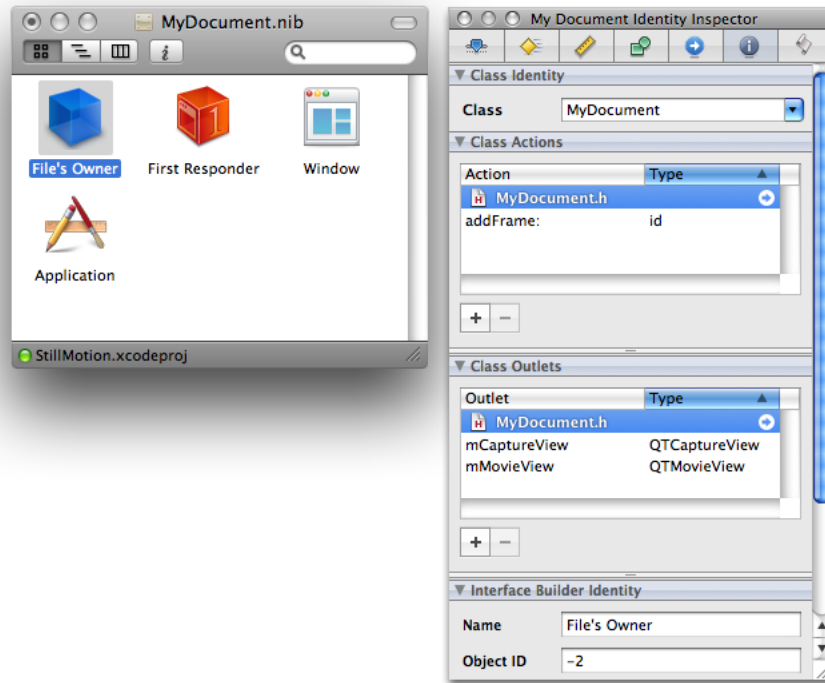 MyDocument.nib
File's Owner
First Responder
1
Window
Application
StillMotion.xcodeproj
My Document Identity Inspector
Class Identity
Class
MyDocument
Class Actions
Action Type
MyDocument.h
addFrame: id
+ −
Class Outlets
Outlet Type
MyDocument.h
mCaptureView QTCaptureView
mMovieView QTMovieView
+ −
Interface Builder Identity
Name File's Owner
Object ID -2